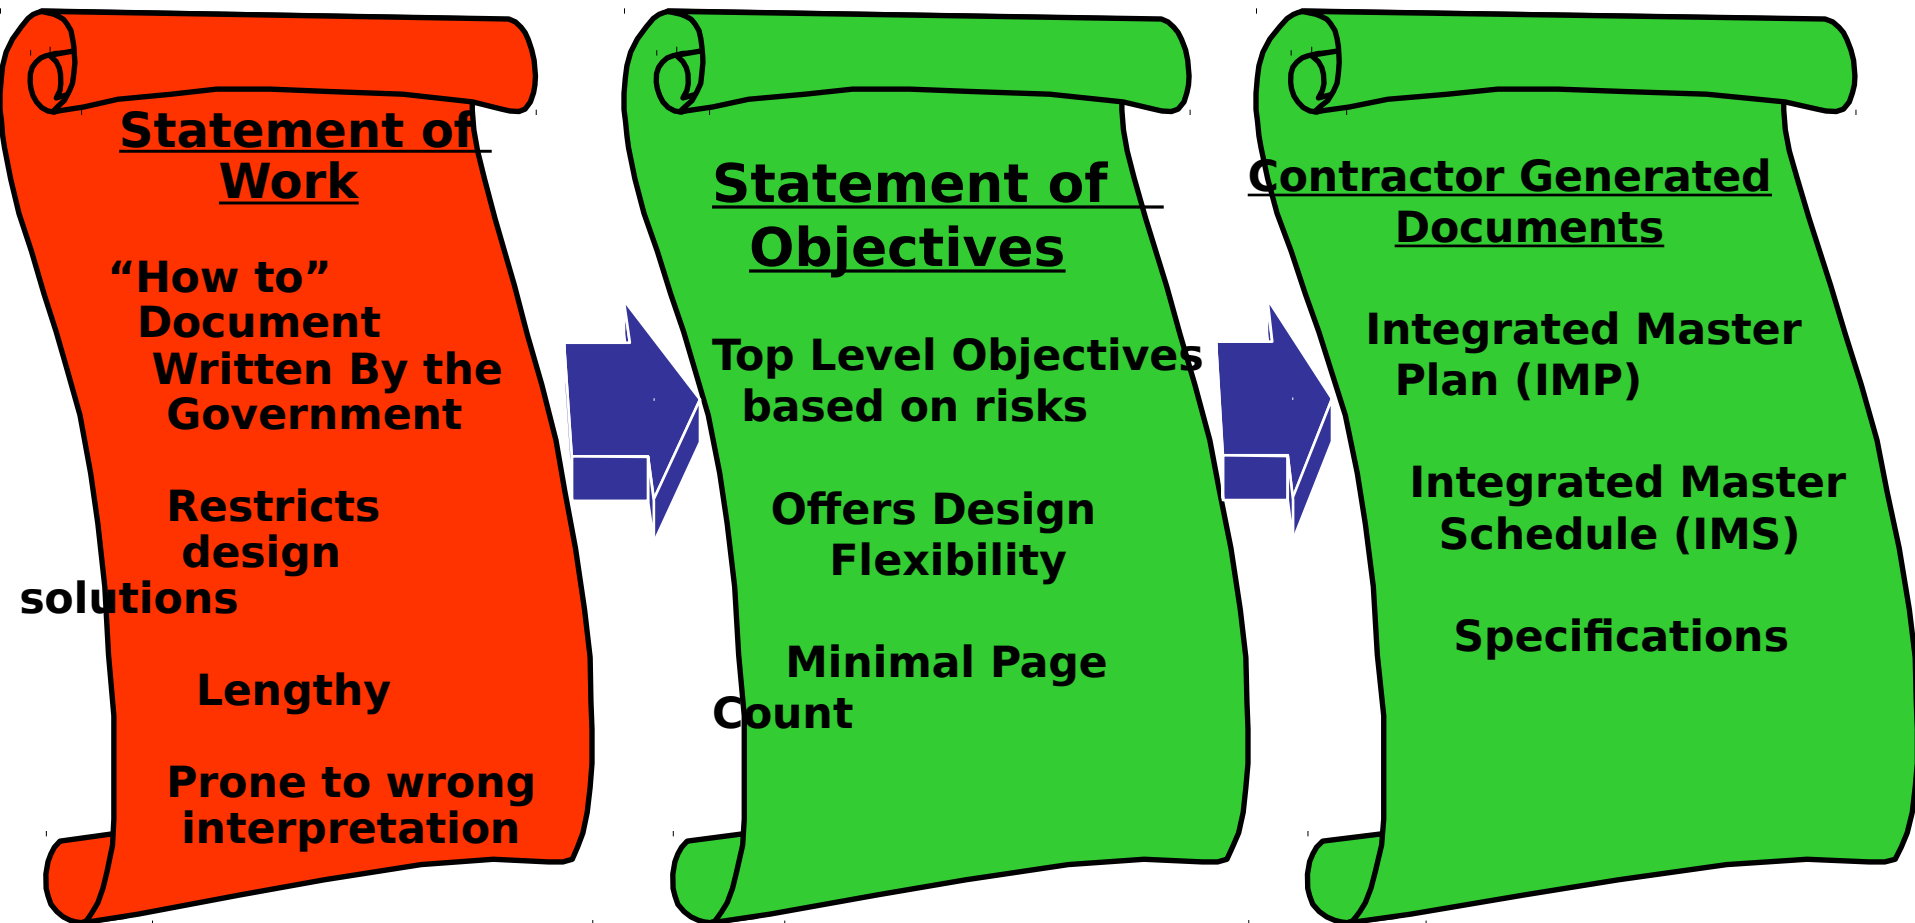 Statement of
Work
“How to”
Document
Written By the
Government
Restricts
design
solutions
Lengthy
Prone to wrong
interpretation
Statement of
Objectives
Top Level Objectives
based on risks
Offers Design
Flexibility
Minimal Page
Count
Contractor Generated
Documents
Integrated Master
Plan (IMP)
Integrated Master
Schedule (IMS)
Specifications